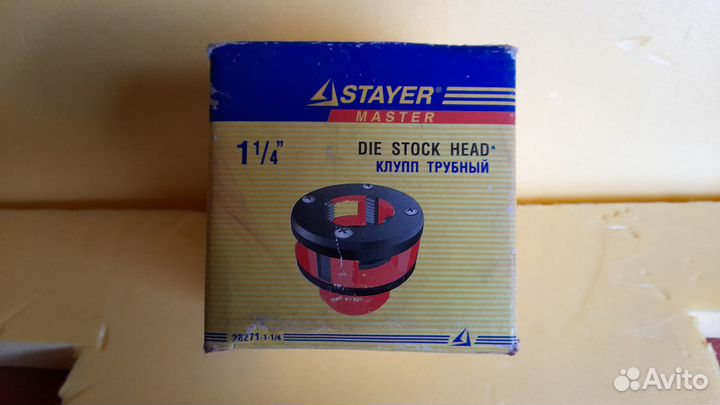 STAYER®
MASTER
1 1/4"
DIE STOCK HEAD
КЛУПП ТРУБНЫЙ
28271-1-1/4
Avito